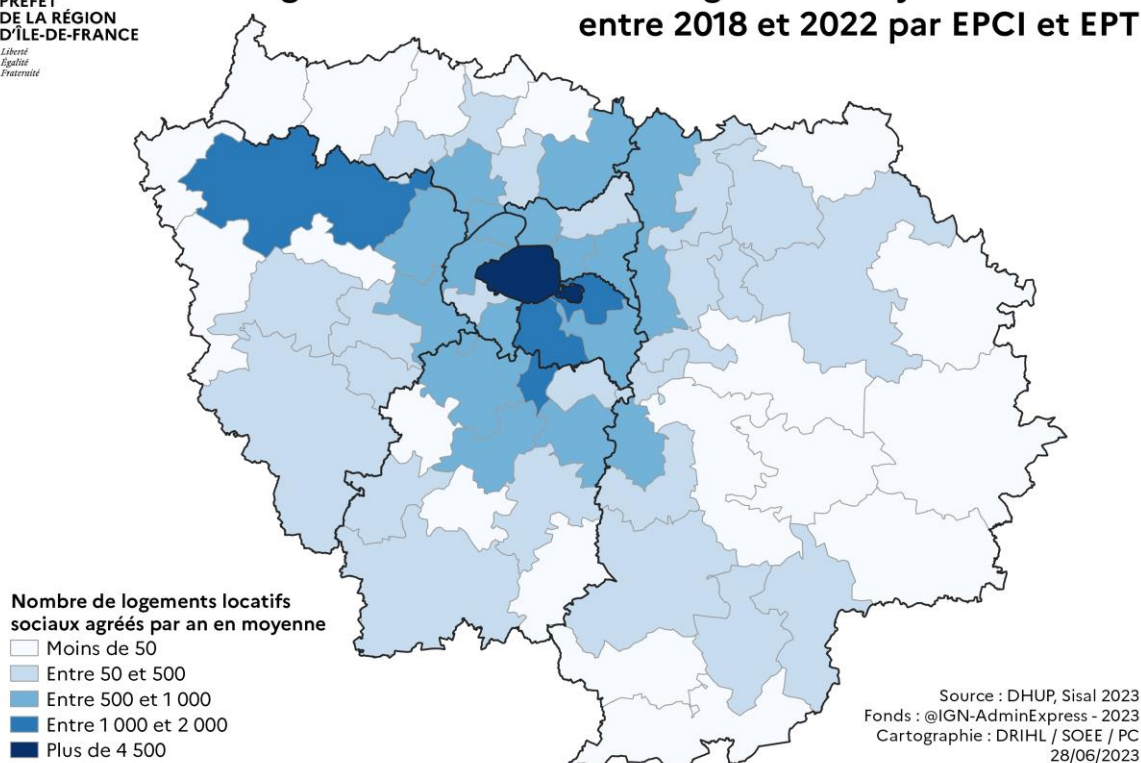 PRÉFET
DE LA RÉGION
D'ÎLE-DE-FRANCE
Liberté
Égalité
Fraternité
entre 2018 et 2022 par EPCI et EPT
Nombre de logements locatifs
sociaux agréés par an en moyenne
Moins de 50
Entre 50 et 500
Entre 500 et 1 000
Entre 1 000 et 2 000
Plus de 4 500
Source : DHUP, Sisal 2023
Fonds : @IGN-AdminExpress - 2023
Cartographie : DRIHL / SOEE / PC
28/06/2023